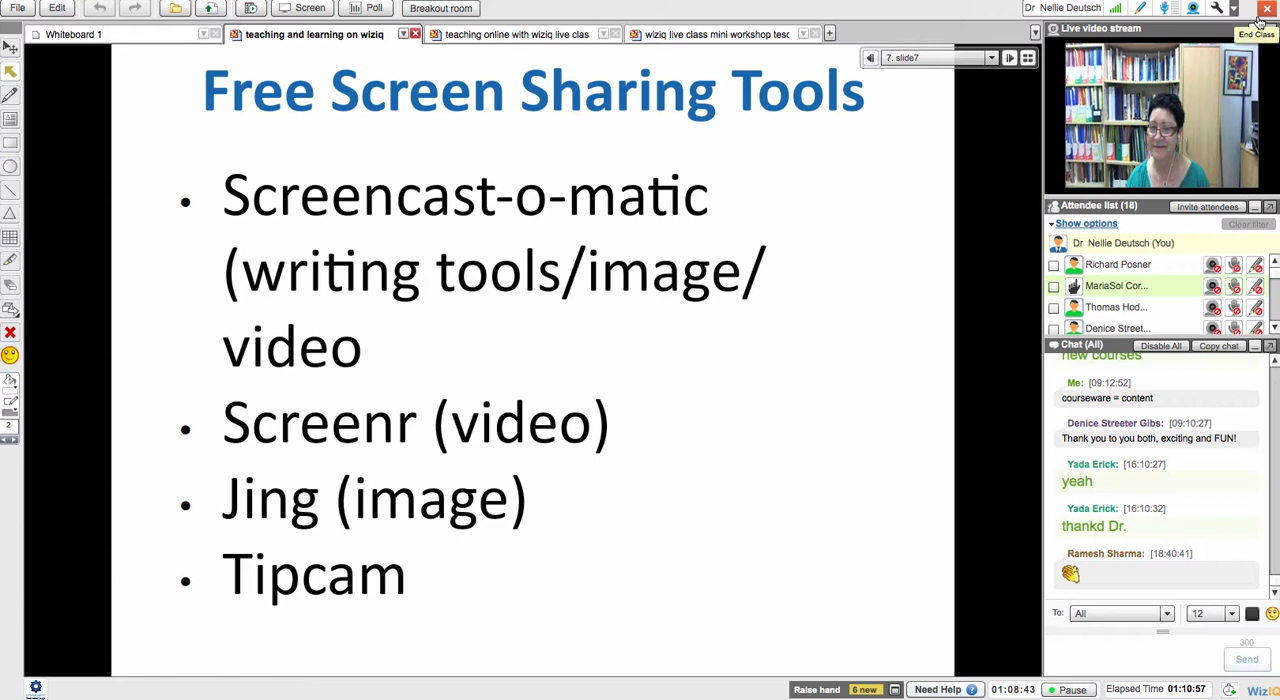 File Edit Screen Poll Breakout room Dr Nellie Deutsch
End Class
Whiteboard 1 teaching and learning on wiziq teaching online with wiziq live clas wiziq live class mini workshop tesc
Live video stream
7. slide7
Free Screen Sharing Tools
• Screencast-o-matic
(writing tools/image/
video
• Screenr (video)
• Jing (image)
• Tipcam
Attendee list (18) Invite attendees
Show options Clear filter
Dr Nellie Deutsch (You)
Richard Posner
MariaSol Cor...
Thomas Hod...
Denice Street...
Chat (All) Disable All Copy chat
new courses
Me: [09:12:52]
courseware = content
Denice Streeter Gibs: [09:10:27]
Thank you to you both, exciting and FUN!
Yada Erick: [16:10:27]
yeah
Yada Erick: [16:10:32]
thankd Dr.
Ramesh Sharma: [18:40:41]
To: All 12
300
Send
2
Raise hand 6 new Need Help ? 01:08:43 Pause Elapsed Time 01:10:57 WizIQ